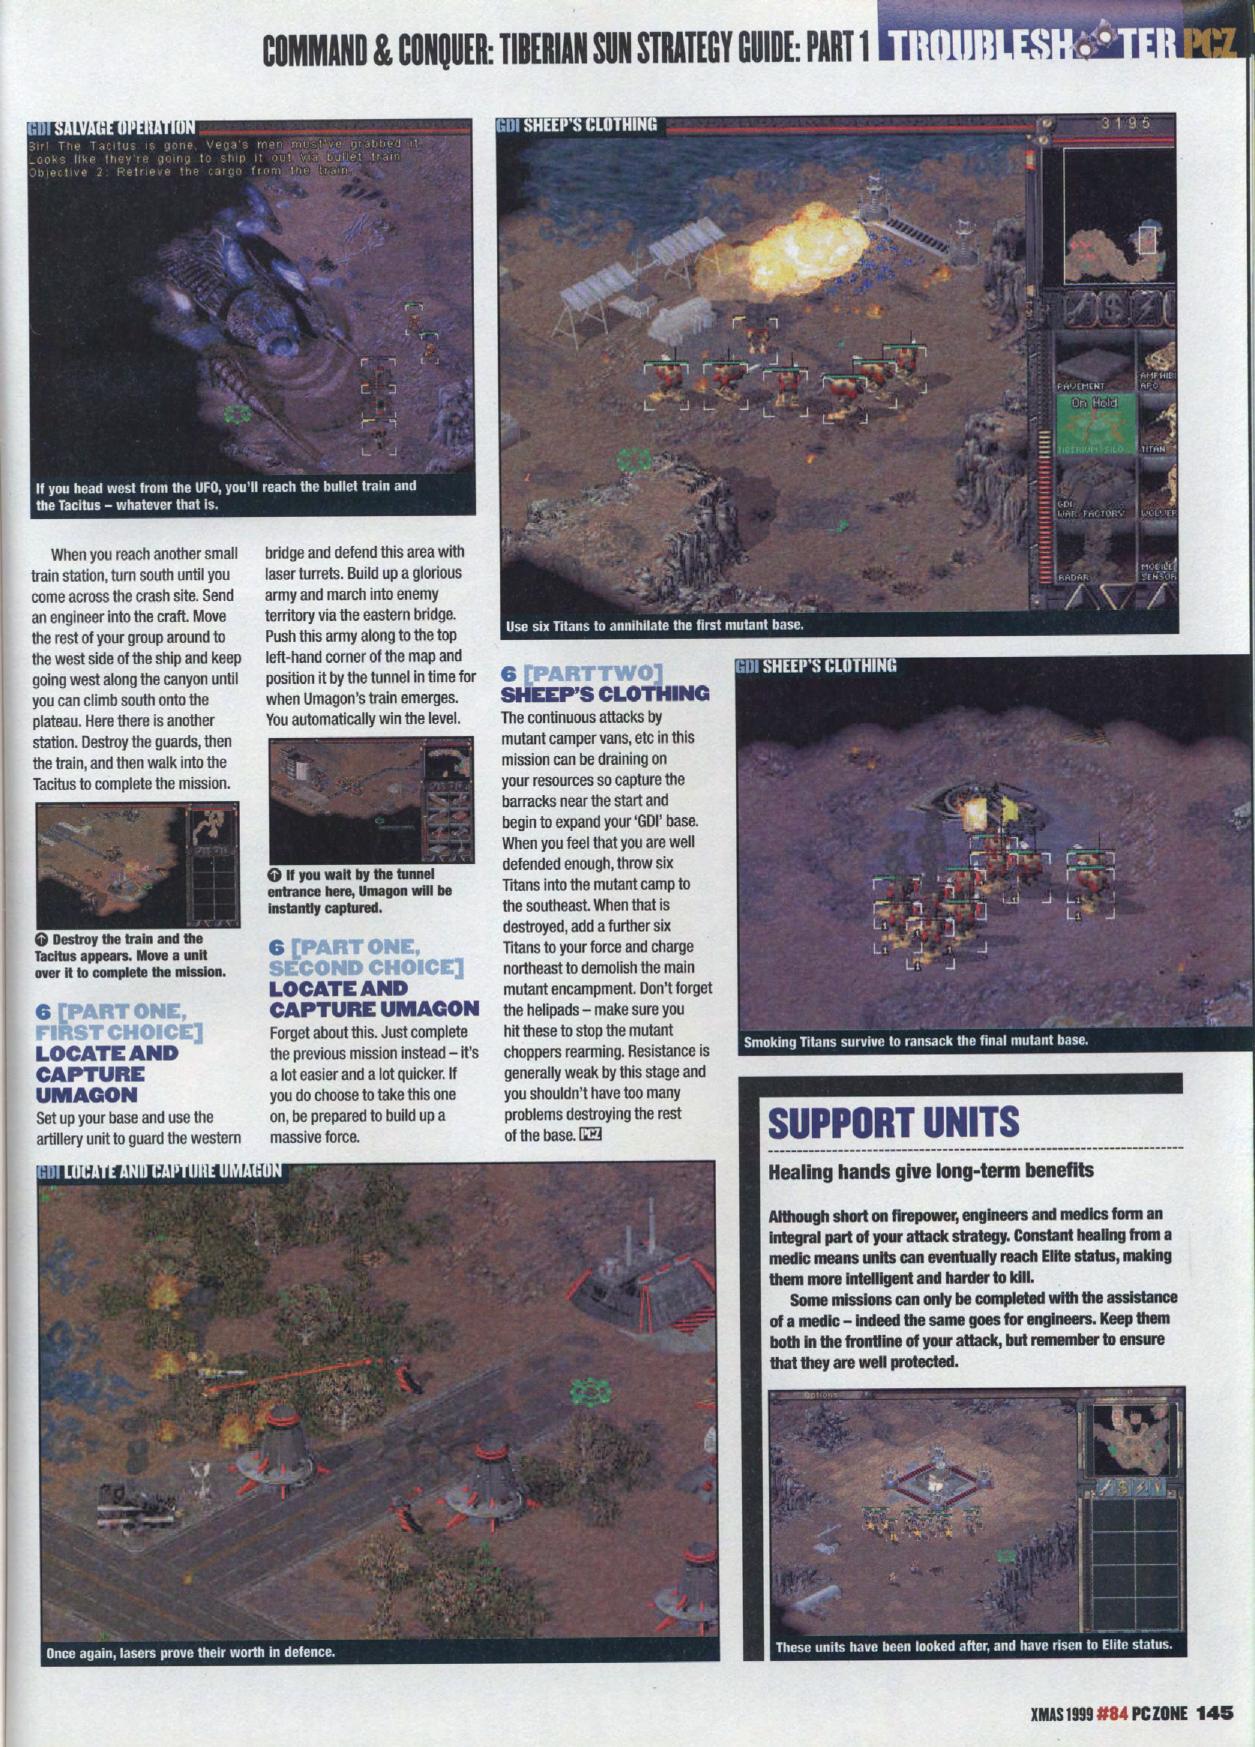 COMMAND & CONQUER: TIBERIAN SUN STRATEGY GUIDE: PART 1 TROUBLESHOOTER PCZ
GDI SALVAGE OPERATION
Sir! The Tacitus is gone. Vega's men must've grabbed it.
Looks like they're going to ship it out via bullet train.
Objective 2: Retrieve the cargo from the train.
If you head west from the UFO, you'll reach the bullet train and
the Tacitus – whatever that is.
GDI SHEEP'S CLOTHING
3195
PAVEMENT
AMPHIB
APC
On Hold
TIBERIUM SILO
TITAN
GDI
WAR FACTORY
WOLVER
RADAR
MOBILE
SENSOR
Use six Titans to annihilate the first mutant base.
When you reach another small
train station, turn south until you
come across the crash site. Send
an engineer into the craft. Move
the rest of your group around to
the west side of the ship and keep
going west along the canyon until
you can climb south onto the
plateau. Here there is another
station. Destroy the guards, then
the train, and then walk into the
Tacitus to complete the mission.
Destroy the train and the
Tacitus appears. Move a unit
over it to complete the mission.
6 [PART ONE,
FIRST CHOICE]
LOCATE AND
CAPTURE
UMAGON
Set up your base and use the
artillery unit to guard the western
bridge and defend this area with
laser turrets. Build up a glorious
army and march into enemy
territory via the eastern bridge.
Push this army along to the top
left-hand corner of the map and
position it by the tunnel in time for
when Umagon's train emerges.
You automatically win the level.
If you wait by the tunnel
entrance here, Umagon will be
instantly captured.
6 [PART ONE,
SECOND CHOICE]
LOCATE AND
CAPTURE UMAGON
Forget about this. Just complete
the previous mission instead – it's
a lot easier and a lot quicker. If
you do choose to take this one
on, be prepared to build up a
massive force.
6 [PART TWO]
SHEEP'S CLOTHING
The continuous attacks by
mutant camper vans, etc in this
mission can be draining on
your resources so capture the
barracks near the start and
begin to expand your 'GDI' base.
When you feel that you are well
defended enough, throw six
Titans into the mutant camp to
the southeast. When that is
destroyed, add a further six
Titans to your force and charge
northeast to demolish the main
mutant encampment. Don't forget
the helipads – make sure you
hit these to stop the mutant
choppers rearming. Resistance is
generally weak by this stage and
you shouldn't have too many
problems destroying the rest
of the base. PCZ
GDI SHEEP'S CLOTHING
Smoking Titans survive to ransack the final mutant base.
GDI LOCATE AND CAPTURE UMAGON
Once again, lasers prove their worth in defence.
SUPPORT UNITS
Healing hands give long-term benefits
Although short on firepower, engineers and medics form an
integral part of your attack strategy. Constant healing from a
medic means units can eventually reach Elite status, making
them more intelligent and harder to kill.
Some missions can only be completed with the assistance
of a medic – indeed the same goes for engineers. Keep them
both in the frontline of your attack, but remember to ensure
that they are well protected.
Options
These units have been looked after, and have risen to Elite status.
XMAS 1999 #84 PC ZONE 145